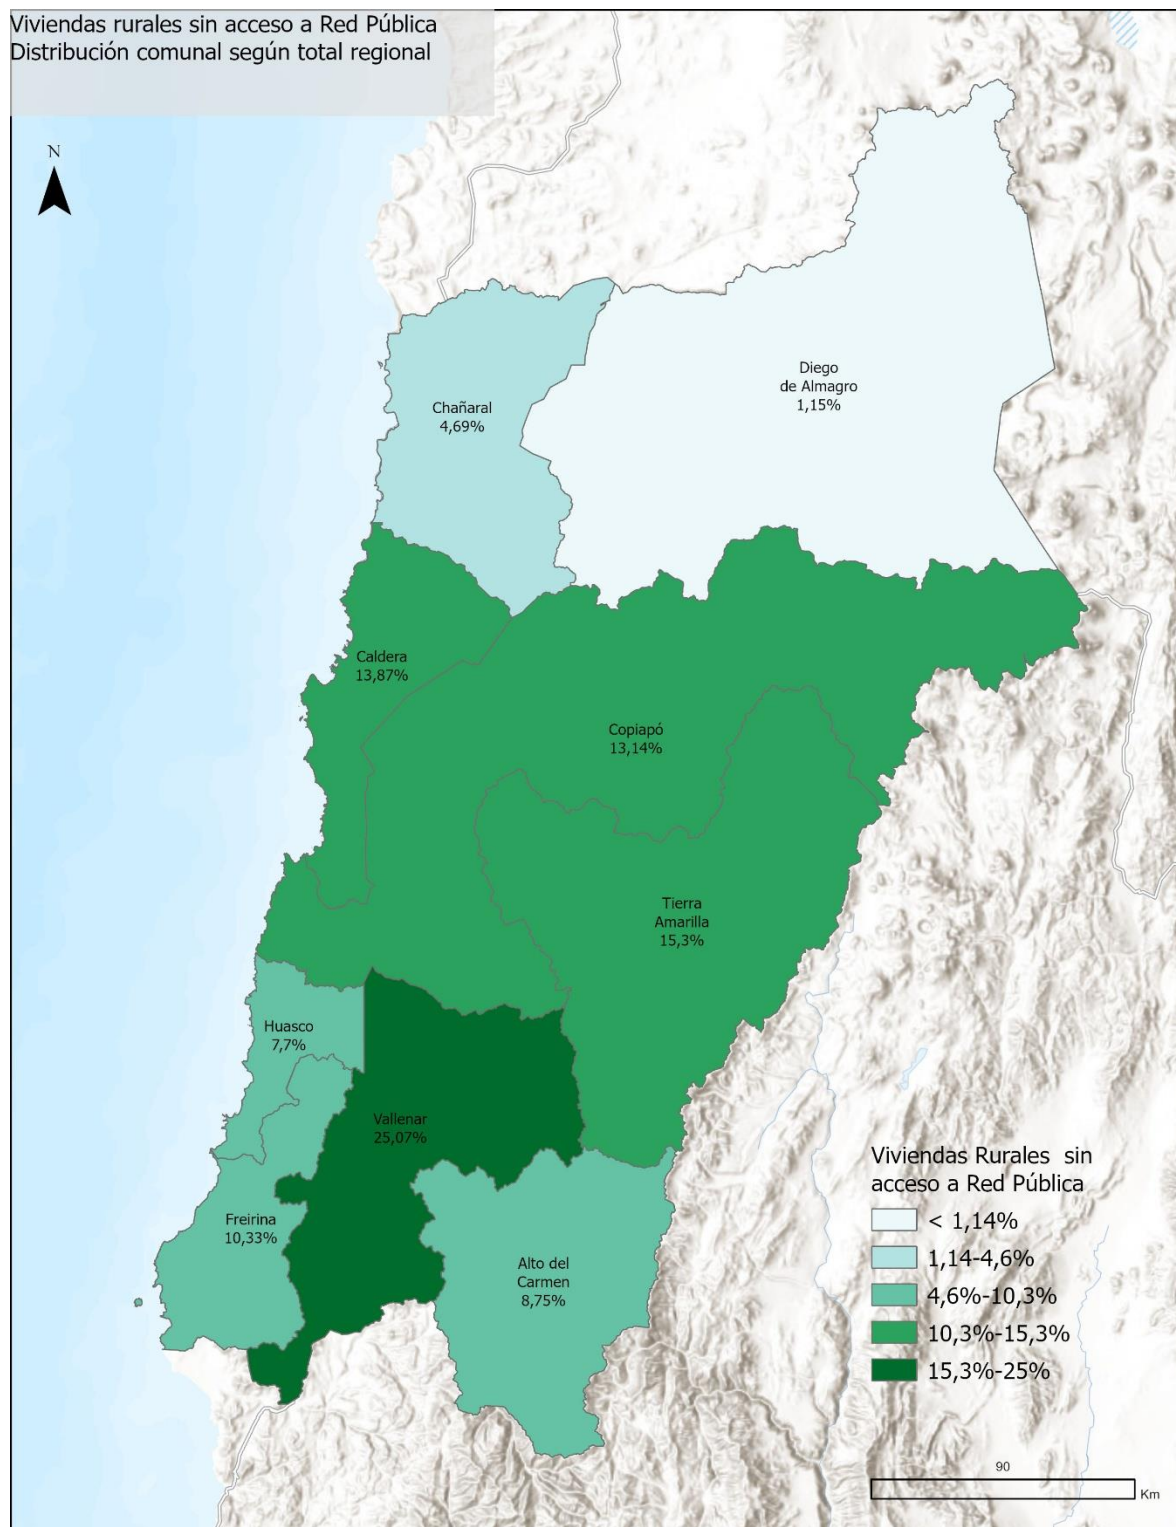 Viviendas rurales sin acceso a Red Pública
Distribución comunal según total regional
N
Diego
de Almagro
1,15%
Chañaral
4,69%
Caldera
13,87%
Copiapó
13,14%
Tierra
Amarilla
15,3%
Huasco
7,7%
Vallenar
25,07%
Freirina
10,33%
Alto del
Carmen
8,75%
Viviendas Rurales sin
acceso a Red Pública
< 1,14%
1,14-4,6%
4,6%-10,3%
10,3%-15,3%
15,3%-25%
90
Km